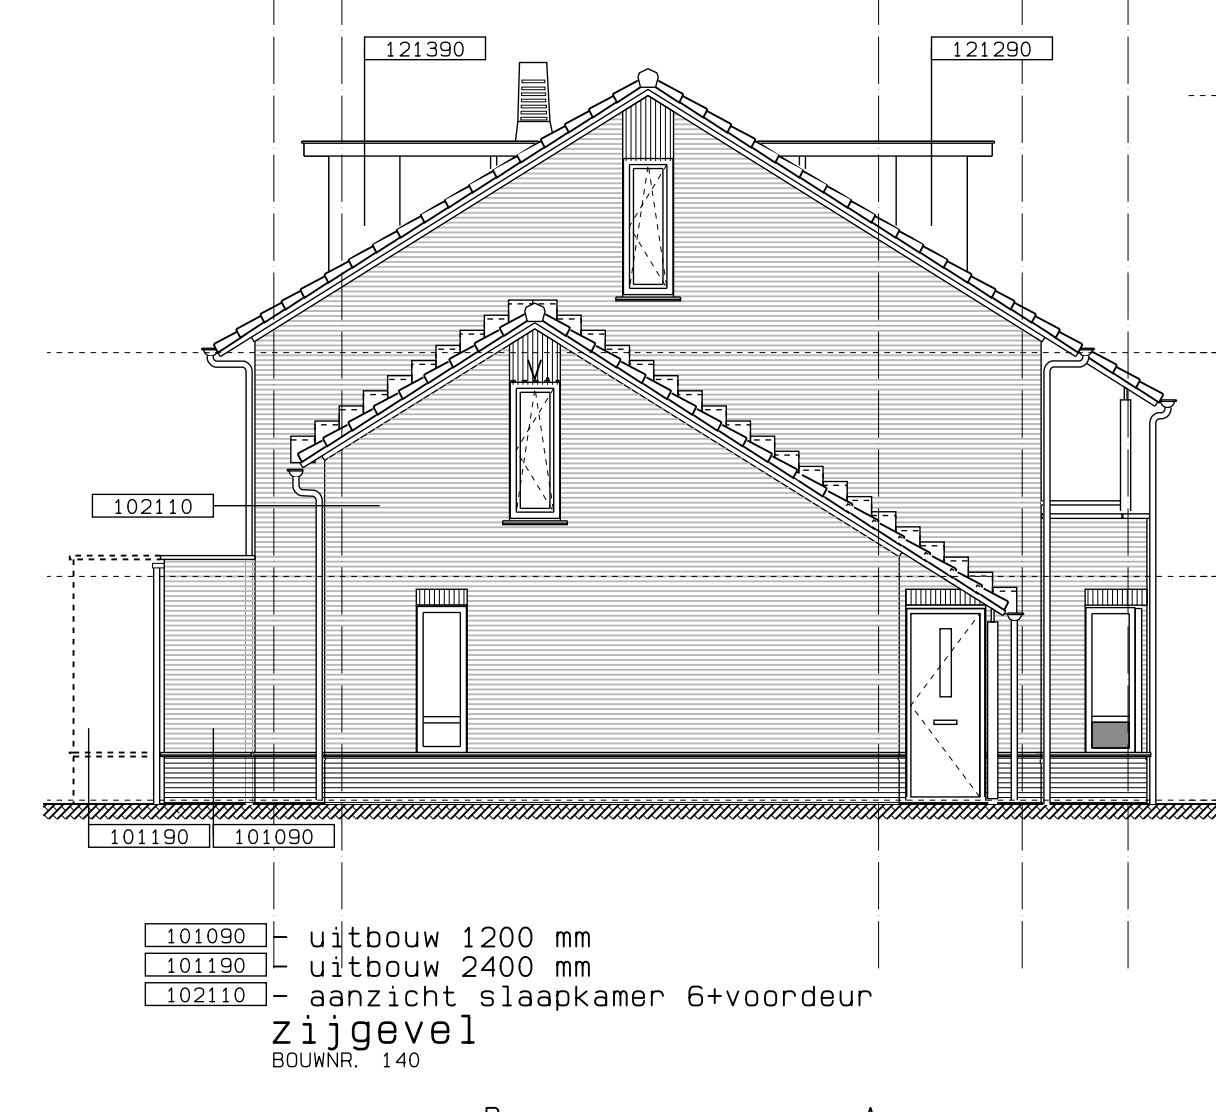 121390
121290
V
102110
101190
101090
101090 - uitbouw 1200 mm
101190 - uitbouw 2400 mm
102110 - aanzicht slaapkamer 6+voordeur
zijgevel
BOUWNR. 140